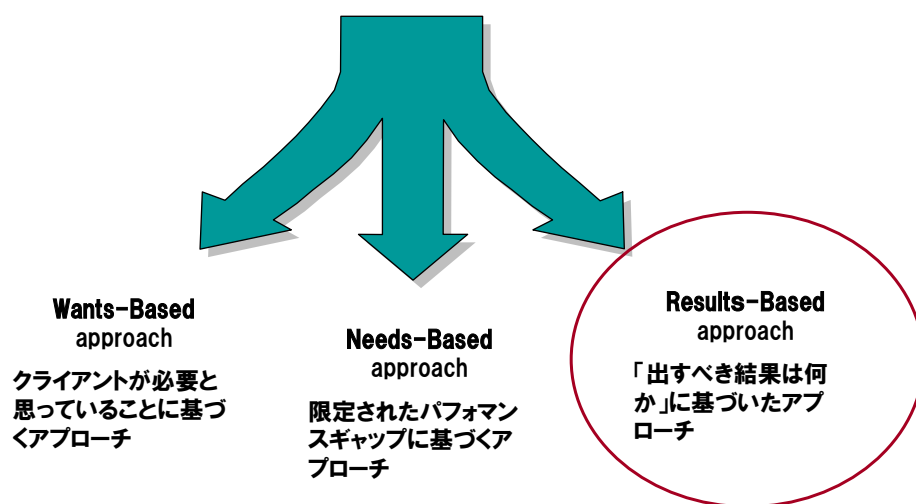 Wants-Based
approach
クライアントが必要と
思っていることに基づ
くアプローチ
Needs-Based
approach
限定されたパフォマン
スギャップに基づくア
プローチ
Results-Based
approach
「出すべき結果は何
か」に基づいたアプ
ローチ